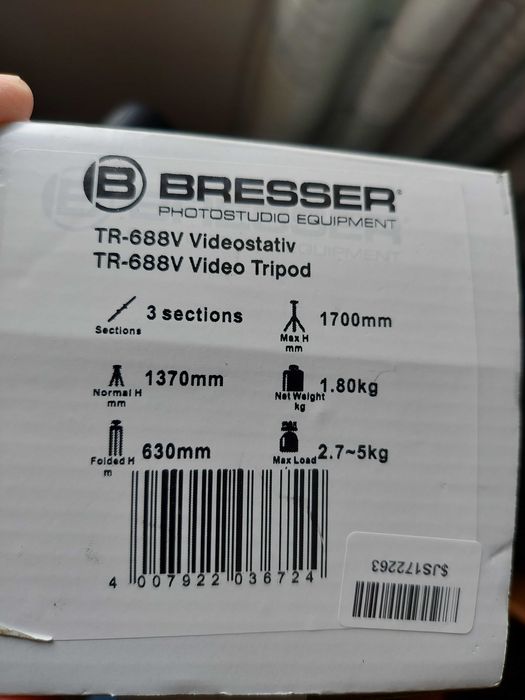 B BRESSER
PHOTOSTUDIO EQUIPMENT
TR-688V Videostativ
TR-688V Video Tripod
Sections 3 sections
Max H mm 1700mm
Normal H mm 1370mm
Net Weight kg 1.80kg
Folded H m 630mm
Max Load 2.7~5kg
4 007922 036724
$JS172263